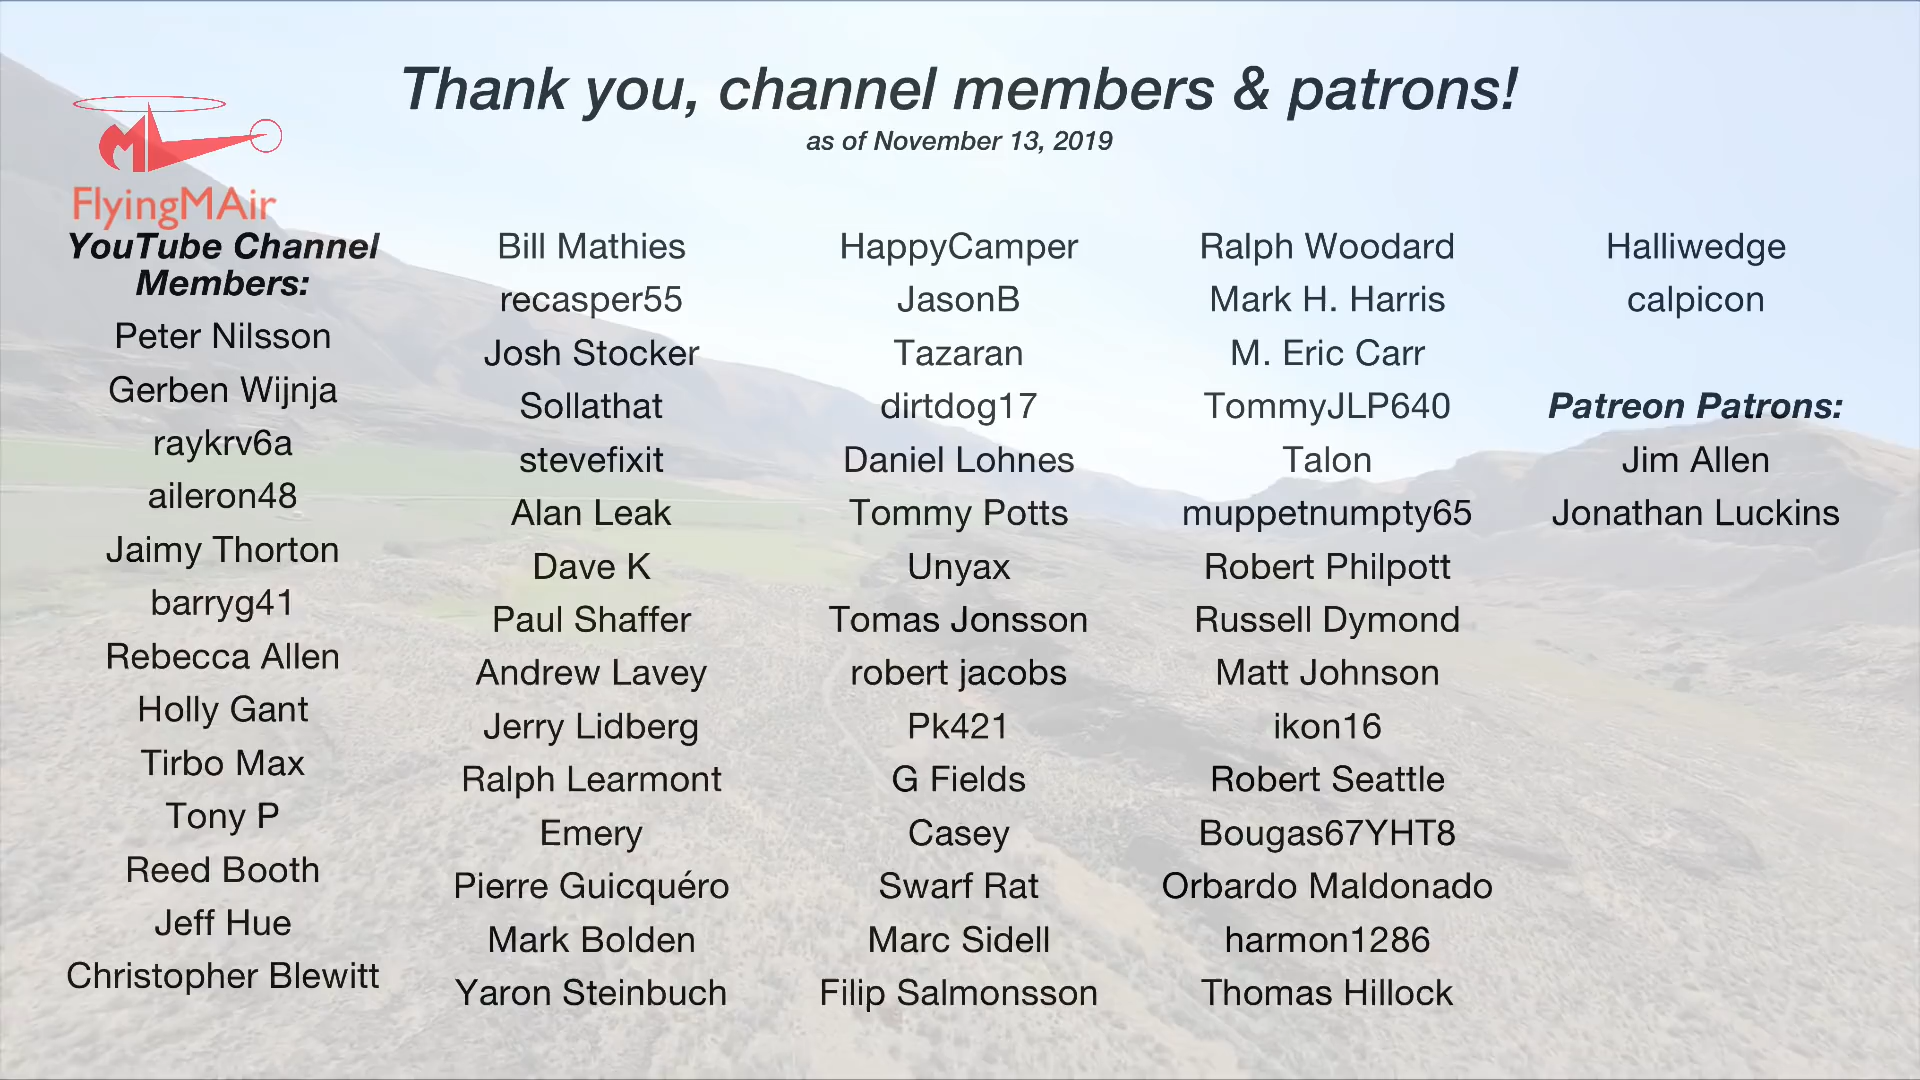 Thank you, channel members & patrons!
as of November 13, 2019
FlyingMAir
YouTube Channel
Members:
Peter Nilsson
Gerben Wijnja
raykrv6a
aileron48
Jaimy Thorton
barryg41
Rebecca Allen
Holly Gant
Tirbo Max
Tony P
Reed Booth
Jeff Hue
Christopher Blewitt
Bill Mathies
recasper55
Josh Stocker
Sollathat
stevefixit
Alan Leak
Dave K
Paul Shaffer
Andrew Lavey
Jerry Lidberg
Ralph Learmont
Emery
Pierre Guicquéro
Mark Bolden
Yaron Steinbuch
HappyCamper
JasonB
Tazaran
dirtdog17
Daniel Lohnes
Tommy Potts
Unyax
Tomas Jonsson
robert jacobs
Pk421
G Fields
Casey
Swarf Rat
Marc Sidell
Filip Salmonsson
Ralph Woodard
Mark H. Harris
M. Eric Carr
TommyJLP640
Talon
muppetnumpty65
Robert Philpott
Russell Dymond
Matt Johnson
ikon16
Robert Seattle
Bougas67YHT8
Orbardo Maldonado
harmon1286
Thomas Hillock
Halliwedge
calpicon
Patreon Patrons:
Jim Allen
Jonathan Luckins